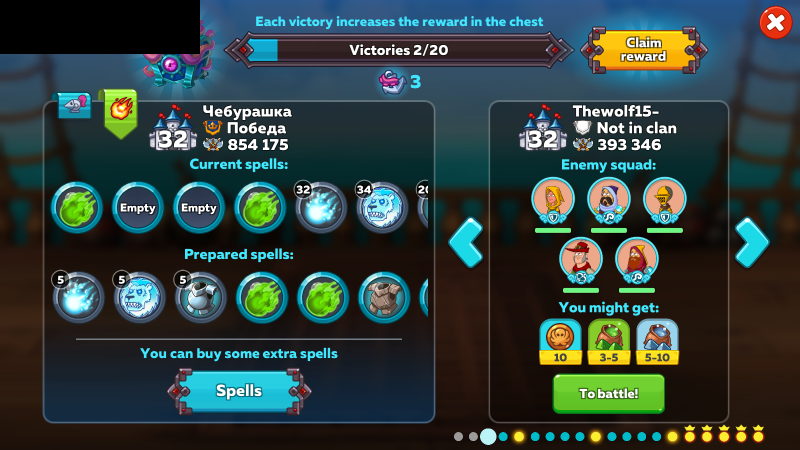 Each victory increases the reward in the chest
Victories 2/20
Claim
reward
3
32
Чебурашка
Победа
854 175
Current spells:
Empty
Empty
32
34
20
Prepared spells:
5
5
5
You can buy some extra spells
Spells
32
Thewolf15-
Not in clan
393 346
Enemy squad:
You might get:
10
3-5
5-10
To battle!